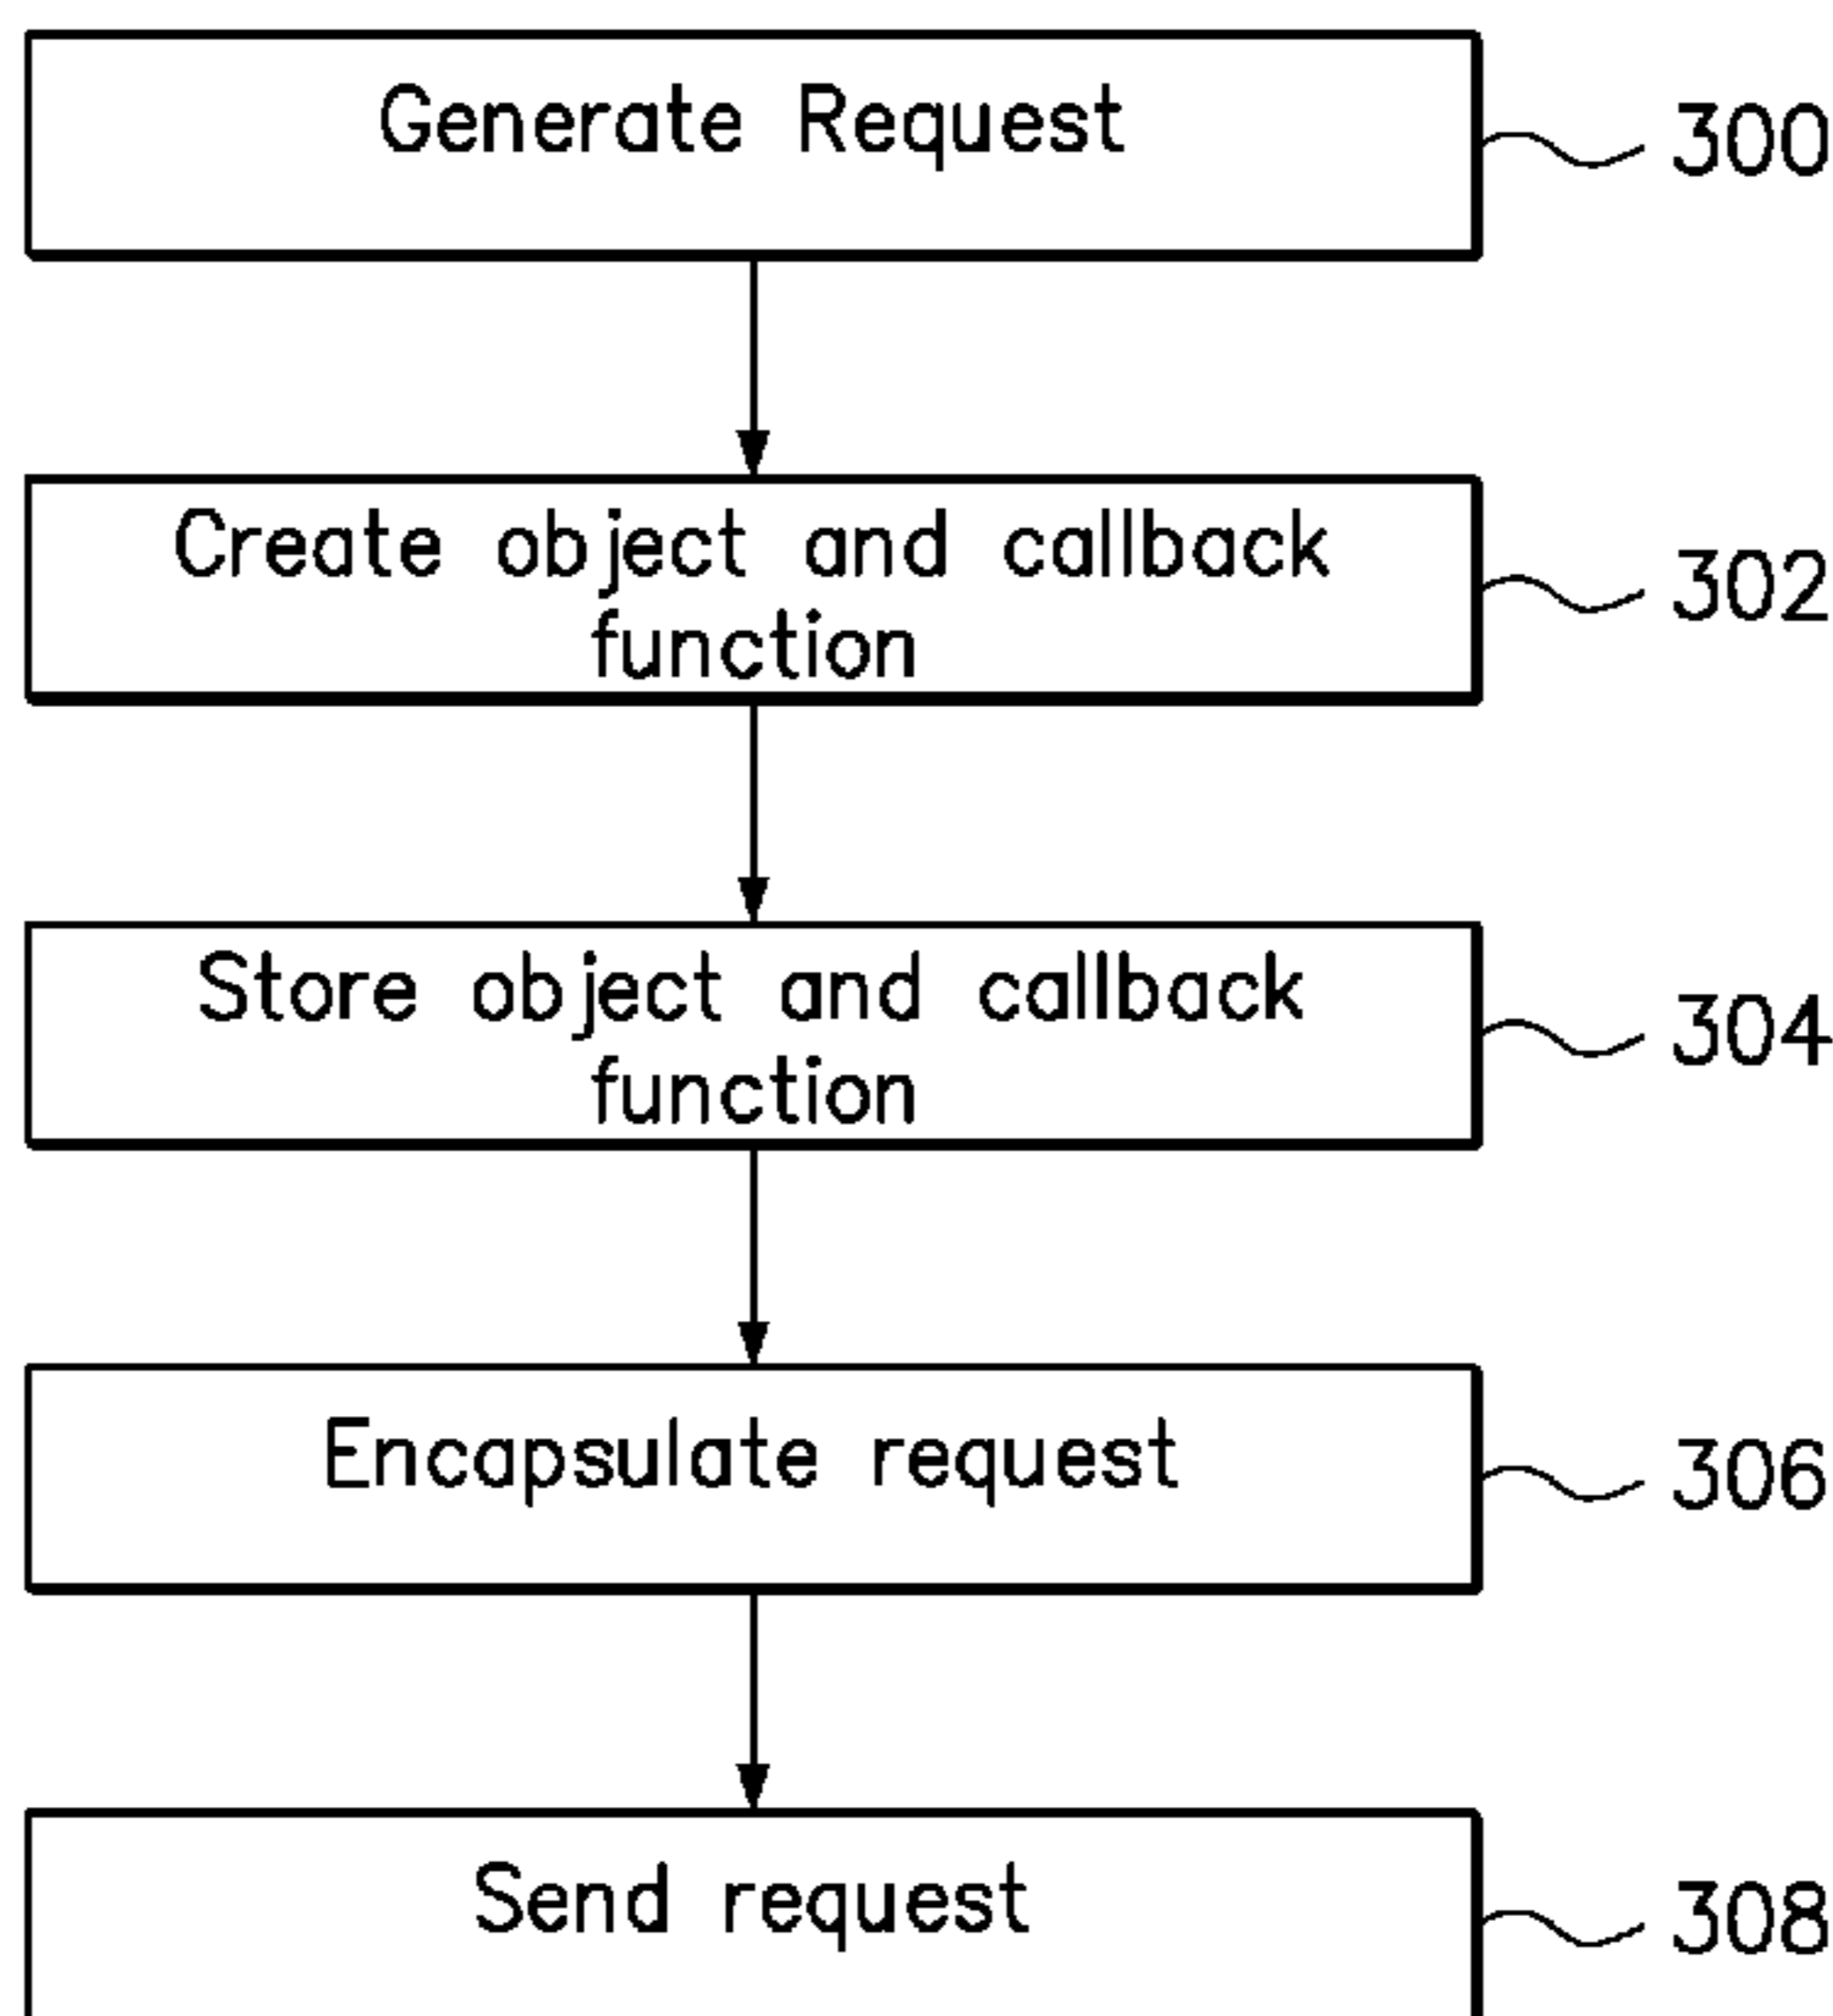 Generate Request
300
Create object and callback
function
302
Store object and callback
function
304
Encapsulate request
306
Send request
308